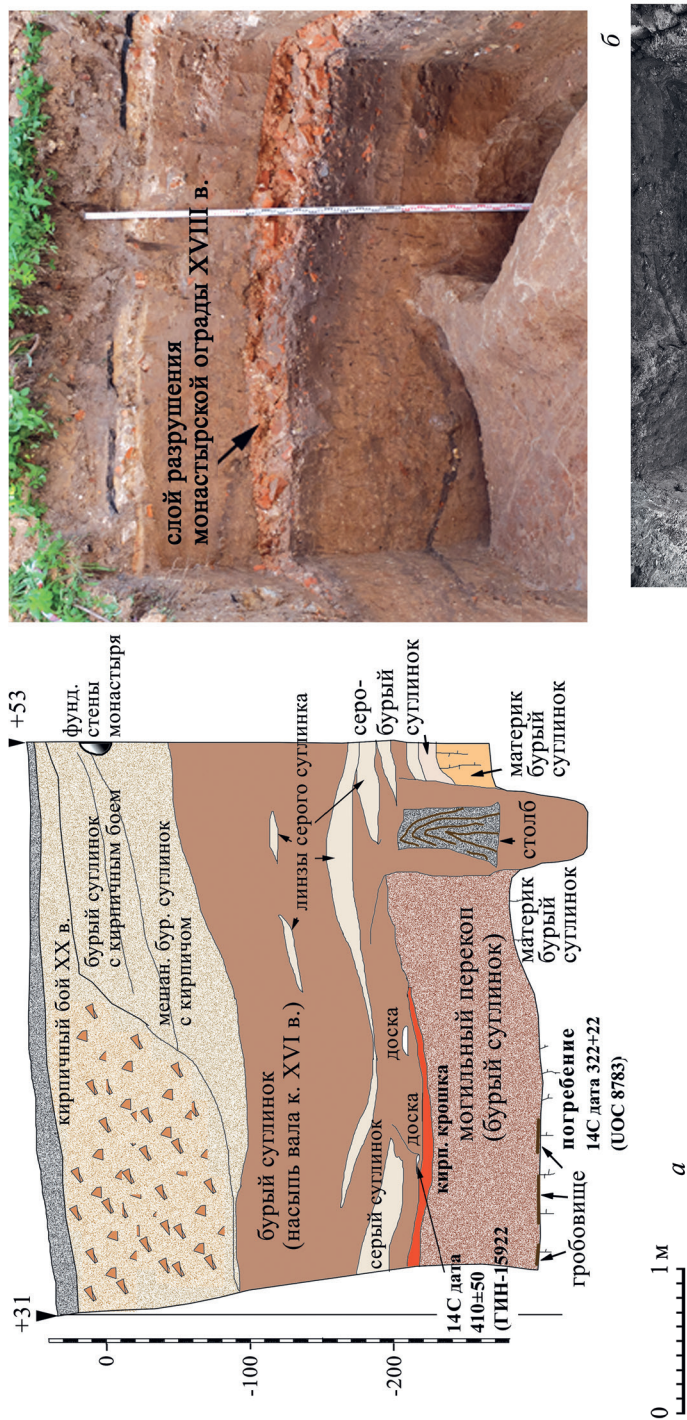 +31
+53
0
-100
-200
кирпичный бой XX в.
бурый суглинок
с кирпичным боем
мешан. бур. суглинок
с кирпичом
фунд.
стены
монастыря
бурый суглинок
(насыпь вала к. XVI в.)
линзы серого суглинка
серо-
бурый
суглинок
серый суглинок
доска
доска
кирп. крошка
могильный перекоп
(бурый суглинок)
столб
материк
бурый
суглинок
материк
бурый
суглинок
14С дата
410±50
(ГИН-15922
гробовище
погребение
14С дата 322+22
(UOC 8783)
0
1 м
а
слой разрушения
монастырской ограды XVIII в.
б